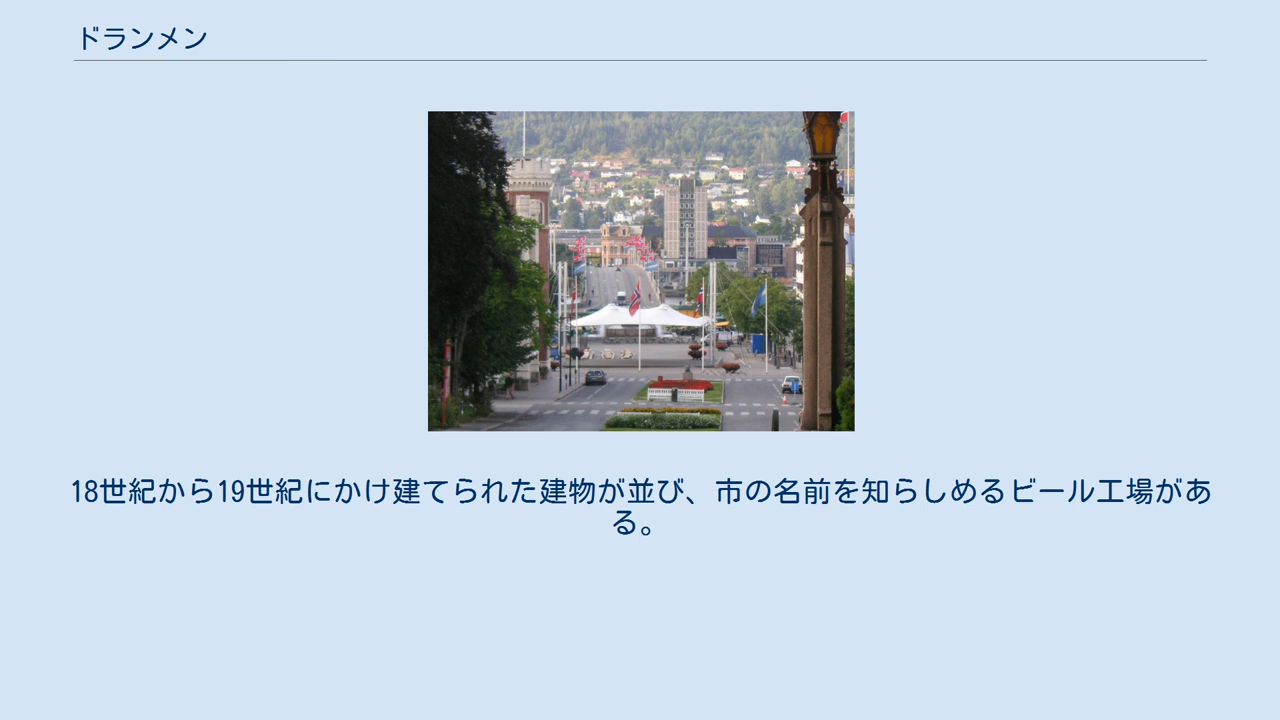 ドランメン
18世紀から19世紀にかけ建てられた建物が並び、市の名前を知らしめるビール工場があ
る。